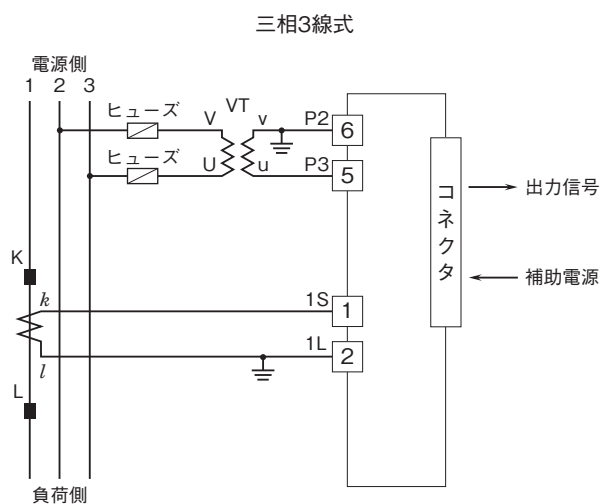 三相3線式
電源側
1 2 3
ヒューズ
V
VT
v
P2
6
ヒューズ
U
u
P3
5
コネクタ
出力信号
補助電源
K
k
1S
1
l
1L
2
L
負荷側